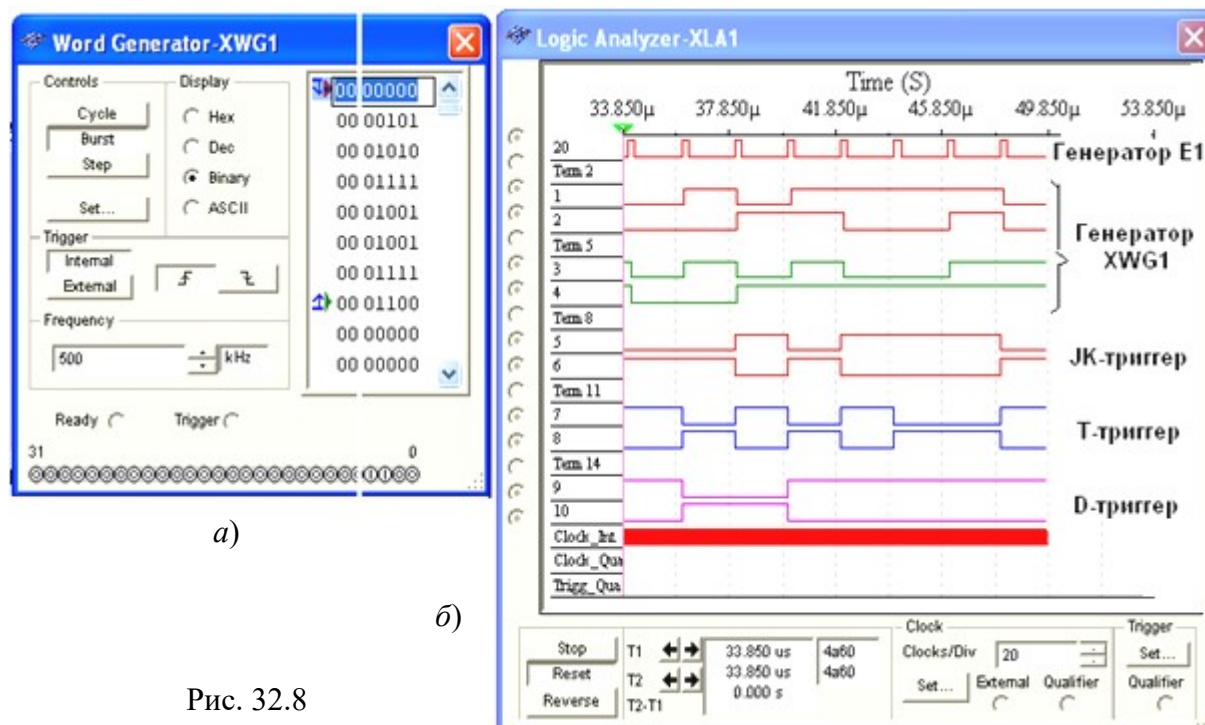 Word Generator-XWG1
Controls
Cycle
Burst
Step
Set...
Display
Hex
Dec
Binary
ASCII
Trigger
Internal
External
Frequency
500
kHz
Ready
Trigger
31
0
00 00000
00 00101
00 01010
00 01111
00 01001
00 01001
00 01111
00 01100
00 00000
00 00000
а)
Logic Analyzer-XLA1
Time (S)
33.850µ 37.850µ 41.850µ 45.850µ 49.850µ 53.850µ
20
Term 2
1
2
Term 5
3
4
Term 8
5
6
Term 11
7
8
Term 14
9
10
Clock_Int
Clock_Qua
Trigg_Qua
Генератор E1
Генератор
XWG1
JK-триггер
T-триггер
D-триггер
б)
Stop
Reset
Reverse
T1 33.850 us 4a60
T2 33.850 us 4a60
T2-T1 0.000 s
Clock
Clocks/Div 20
Set... External Qualifier
Trigger
Set...
Qualifier
Рис. 32.8